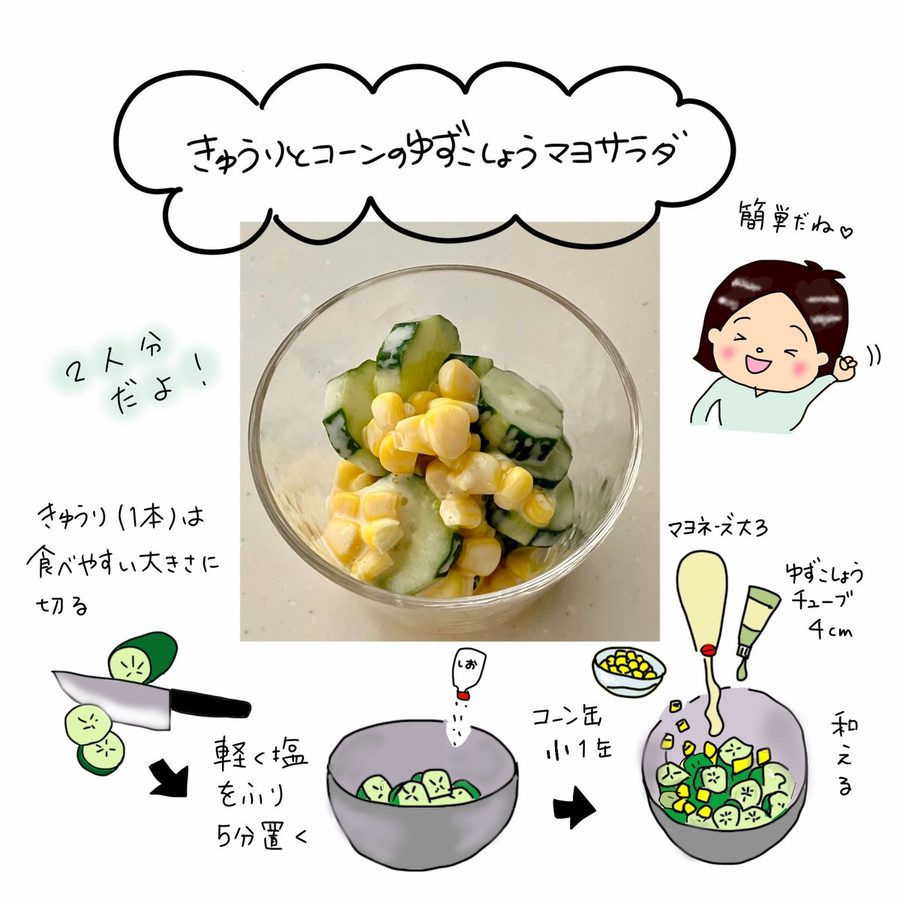 きゅうりとコーンのゆずこしょうマヨサラダ
簡単だね♡
2人分
だよ!
きゅうり(1本)は
食べやすい大きさに
切る
軽く塩
をふり
5分置く
しお
コーン缶
小1缶
マヨネーズ大3
ゆずこしょう
チューブ
4cm
和える